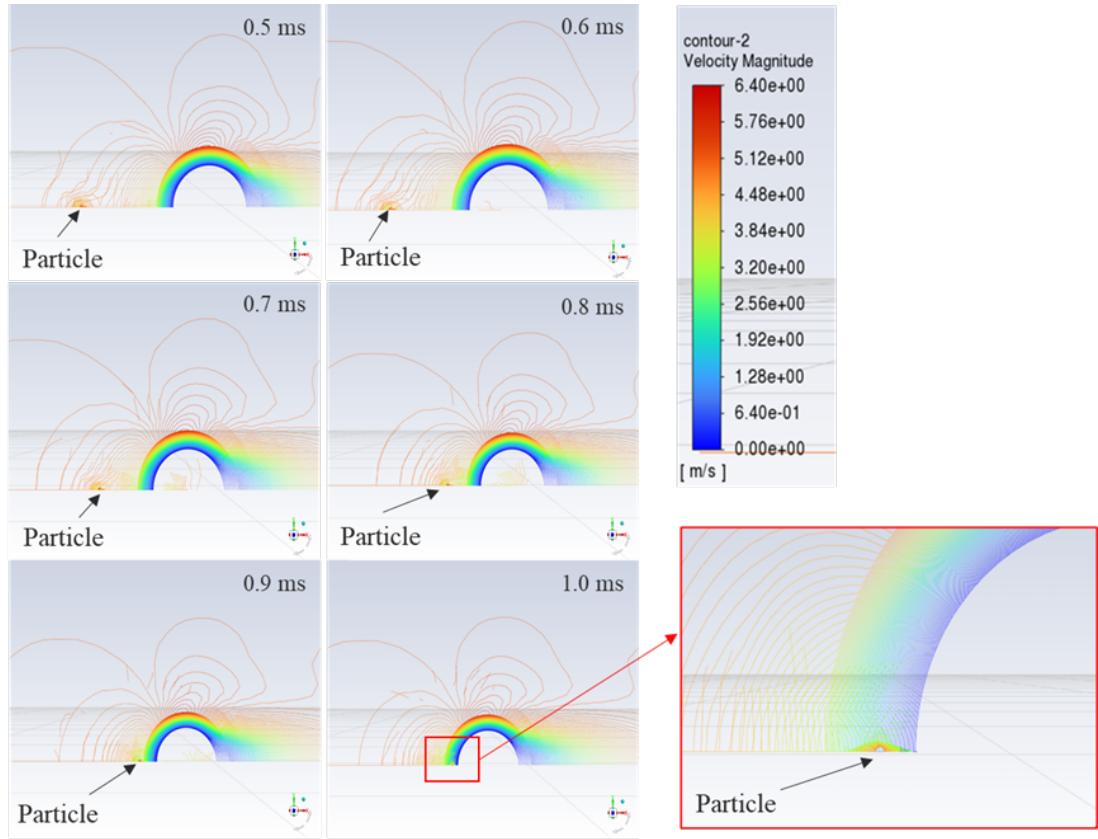 0.5 ms
Particle
0.6 ms
Particle
contour-2
Velocity Magnitude
6.40e+00
5.76e+00
5.12e+00
4.48e+00
3.84e+00
3.20e+00
2.56e+00
1.92e+00
1.28e+00
6.40e-01
0.00e+00
[ m/s ]
0.7 ms
Particle
0.8 ms
Particle
0.9 ms
Particle
1.0 ms
Particle